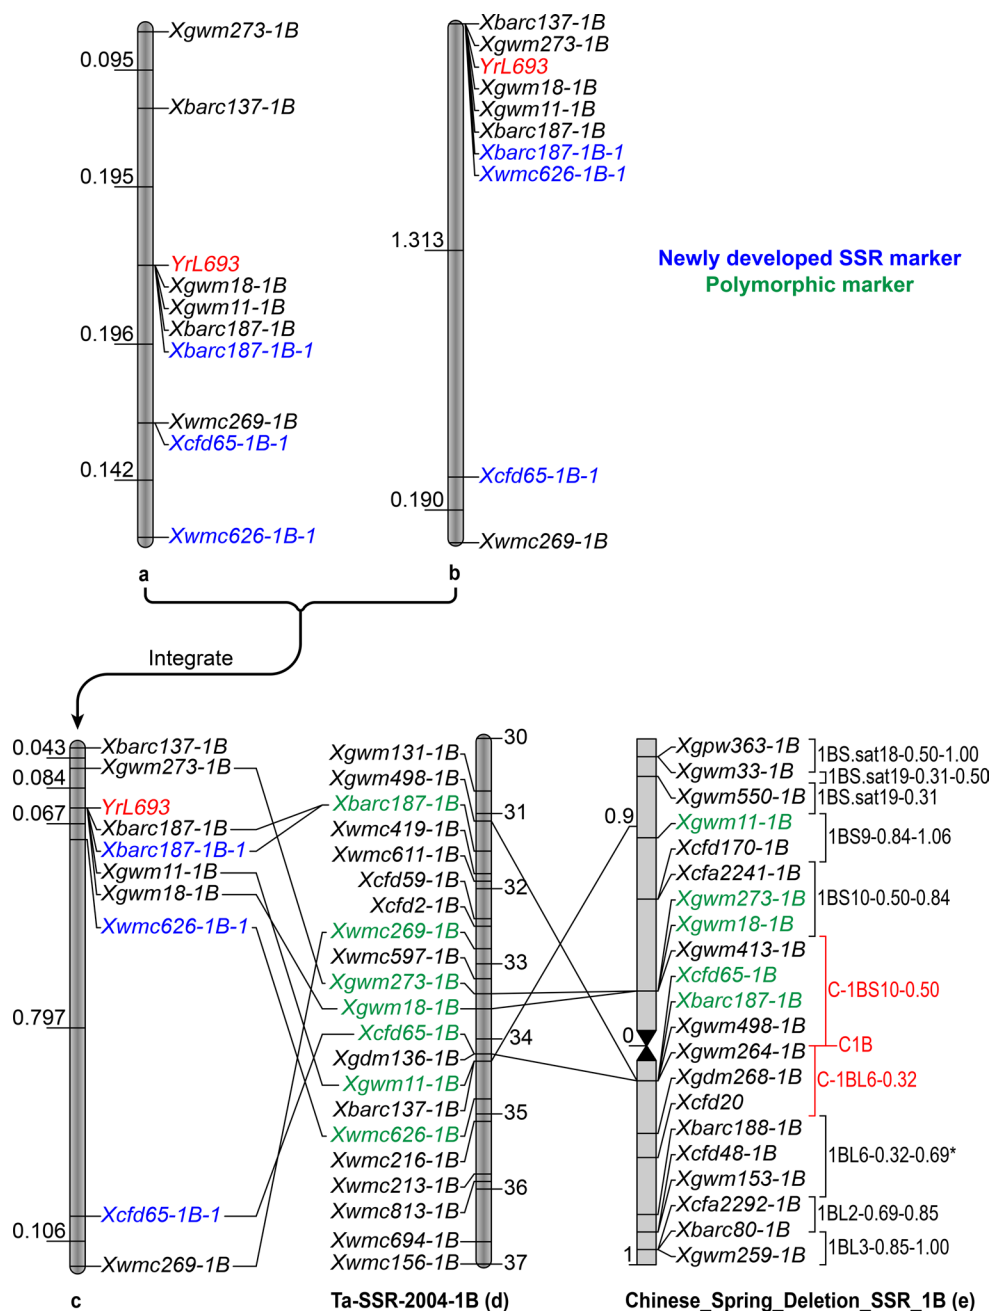 Xgwm273-1B
0.095
Xbarc137-1B
0.195
YrL693
Xgwm18-1B
Xgwm11-1B
Xbarc187-1B
0.196
Xbarc187-1B-1
Xwmc269-1B
Xcfd65-1B-1
0.142
Xwmc626-1B-1
a
Xbarc137-1B
Xgwm273-1B
YrL693
Xgwm18-1B
Xgwm11-1B
Xbarc187-1B
Xbarc187-1B-1
Xwmc626-1B-1
1.313
Xcfd65-1B-1
0.190
Xwmc269-1B
b
Newly developed SSR marker
Polymorphic marker
Integrate
0.043
Xbarc137-1B
Xgwm273-1B
0.084
YrL693
0.067
Xbarc187-1B
Xbarc187-1B-1
Xgwm11-1B
Xgwm18-1B
Xwmc626-1B-1
0.797
Xcfd65-1B-1
0.106
Xwmc269-1B
c
Xgwm131-1B
Xgwm498-1B
Xbarc187-1B
Xwmc419-1B
Xwmc611-1B
Xcfd59-1B
Xcfd2-1B
Xwmc269-1B
Xwmc597-1B
Xgwm273-1B
Xgwm18-1B
Xcfd65-1B
Xgdm136-1B
Xgwm11-1B
Xbarc137-1B
Xwmc626-1B
Xwmc216-1B
Xwmc213-1B
Xwmc813-1B
Xwmc694-1B
Xwmc156-1B
30
31
32
33
34
35
36
37
Ta-SSR-2004-1B (d)
0.9
0
1
Xgpw363-1B
Xgwm33-1B
Xgwm550-1B
Xgwm11-1B
Xcfd170-1B
Xcfa2241-1B
Xgwm273-1B
Xgwm18-1B
Xgwm413-1B
Xcfd65-1B
Xbarc187-1B
Xgwm498-1B
Xgwm264-1B
Xgdm268-1B
Xcfd20
Xbarc188-1B
Xcfd48-1B
Xgwm153-1B
Xcfa2292-1B
Xbarc80-1B
Xgwm259-1B
1BS.sat18-0.50-1.00
1BS.sat19-0.31-0.50
1BS.sat19-0.31
1BS9-0.84-1.06
1BS10-0.50-0.84
C-1BS10-0.50
C1B
C-1BL6-0.32
1BL6-0.32-0.69*
1BL2-0.69-0.85
1BL3-0.85-1.00
Chinese_Spring_Deletion_SSR_1B (e)